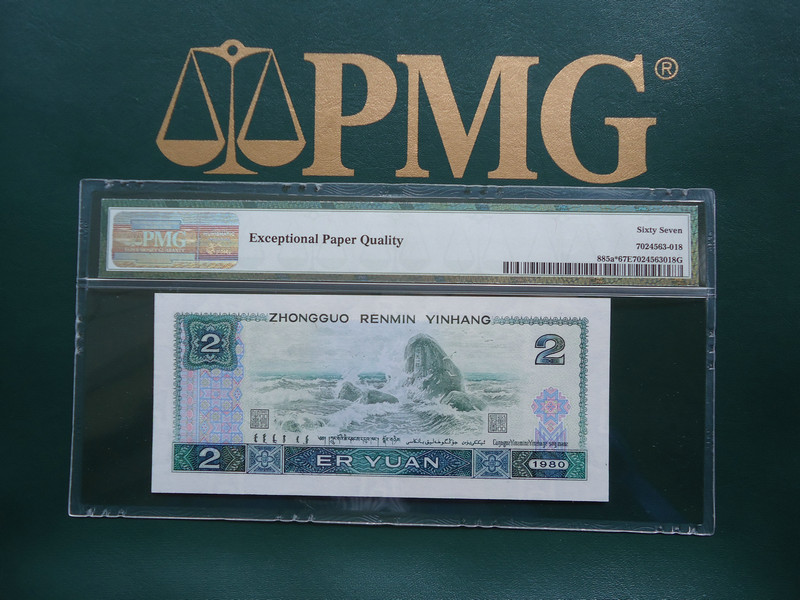 PMG®
PMG
Exceptional Paper Quality
Sixty Seven
7024563-018
885a*67E7024563018G
ZHONGGUO RENMIN YINHANG
2
2
2 ER YUAN 1980